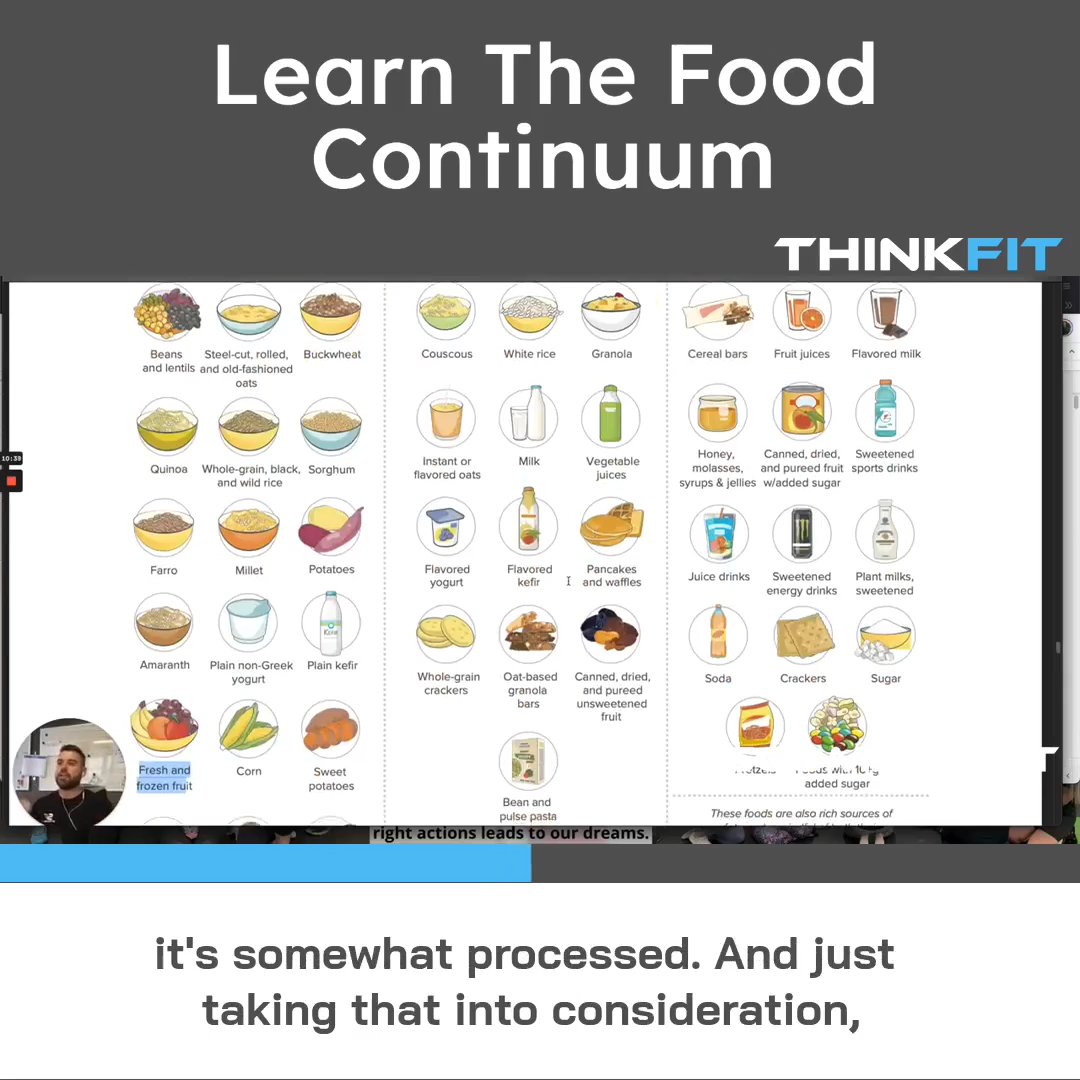 Learn The Food
Continuum
THINKFIT
Beans
and lentils
Steel-cut, rolled,
and old-fashioned
oats
Buckwheat
Couscous
White rice
Granola
Cereal bars
Fruit juices
Flavored milk
Quinoa
Whole-grain, black,
and wild rice
Sorghum
Instant or
flavored oats
Milk
Vegetable
juices
Honey,
molasses,
syrups & jellies
Canned, dried,
and pureed fruit
w/added sugar
Sweetened
sports drinks
10:39
Farro
Millet
Potatoes
Flavored
yogurt
Flavored
kefir
Pancakes
and waffles
Juice drinks
Sweetened
energy drinks
Plant milks,
sweetened
Amaranth
Plain non-Greek
yogurt
Plain kefir
Whole-grain
crackers
Oat-based
granola
bars
Canned, dried,
and pureed
unsweetened
fruit
Soda
Crackers
Sugar
Fresh and
frozen fruit
Corn
Sweet
potatoes
Bean and
pulse pasta
added sugar
These foods are also rich sources of
right actions leads to our dreams.
it's somewhat processed. And just
taking that into consideration,